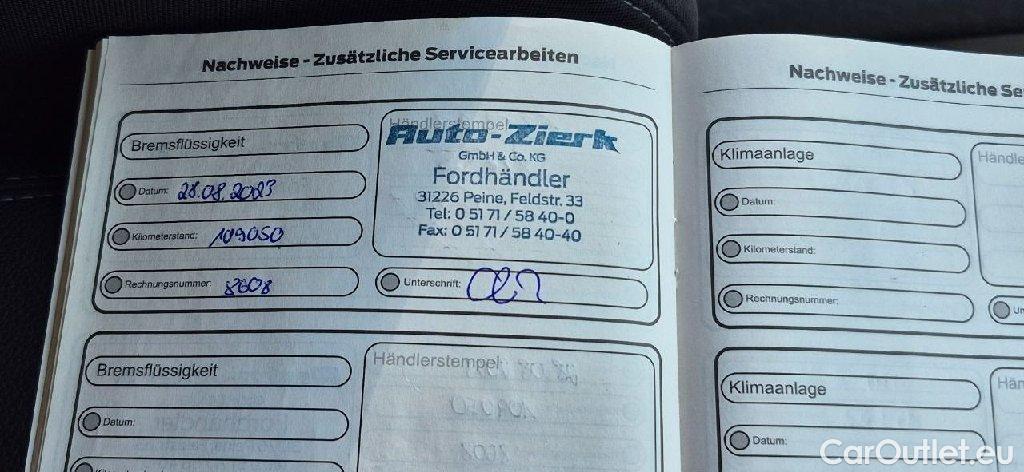 Nachweise - Zusätzliche Servicearbeiten
Bremsflüssigkeit
Datum: 28.08.2023
Kilometerstand: 109050
Rechnungsnummer: 8608
Händlerstempel
Auto-Zierk
GmbH & Co. KG
Fordhändler
31226 Peine, Feldstr. 33
Tel: 0 51 71 / 58 40-0
Fax: 0 51 71 / 58 40-40
Unterschrift:
Bremsflüssigkeit
Datum:
Händlerstempel
Nachweise - Zusätzliche Se
Klimaanlage
Datum:
Kilometerstand:
Rechnungsnummer:
Händle
Un
Klimaanlage
Datum:
Hän
CarOutlet.eu